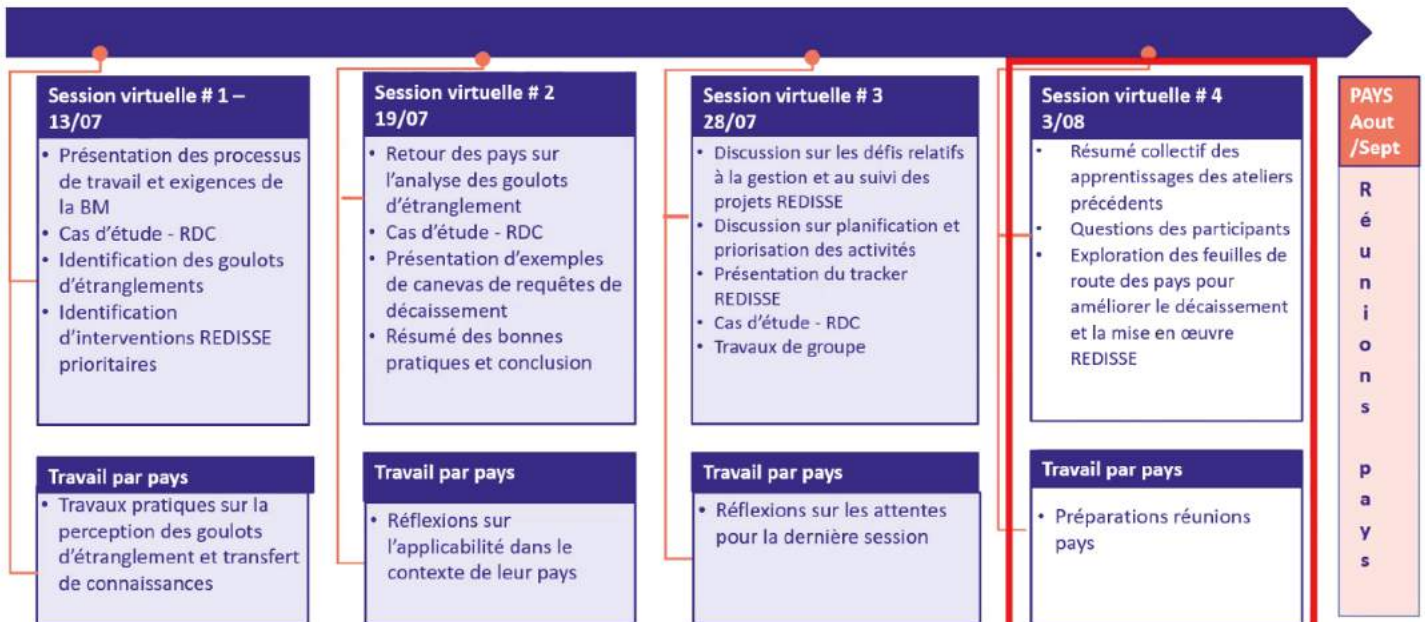 Session virtuelle # 1 –
13/07
• Présentation des processus
de travail et exigences de
la BM
• Cas d'étude - RDC
• Identification des goulots
d'étranglements
• Identification
d'interventions REDISSE
prioritaires
Travail par pays
• Travaux pratiques sur la
perception des goulots
d'étranglement et transfert
de connaissances
Session virtuelle # 2
19/07
• Retour des pays sur
l'analyse des goulots
d'étranglement
• Cas d'étude - RDC
• Présentation d'exemples
de canevas de requêtes de
décaissement
• Résumé des bonnes
pratiques et conclusion
Travail par pays
• Réflexions sur
l'applicabilité dans le
contexte de leur pays
Session virtuelle # 3
28/07
• Discussion sur les défis relatifs
à la gestion et au suivi des
projets REDISSE
• Discussion sur planification et
priorisation des activités
• Présentation du tracker
REDISSE
• Cas d'étude - RDC
• Travaux de groupe
Travail par pays
• Réflexions sur les attentes
pour la dernière session
Session virtuelle # 4
3/08
• Résumé collectif des
apprentissages des ateliers
précédents
• Questions des participants
• Exploration des feuilles de
route des pays pour
améliorer le décaissement
et la mise en œuvre
REDISSE
Travail par pays
• Préparations réunions
pays
PAYS
Aout
/Sept
Réunions pays